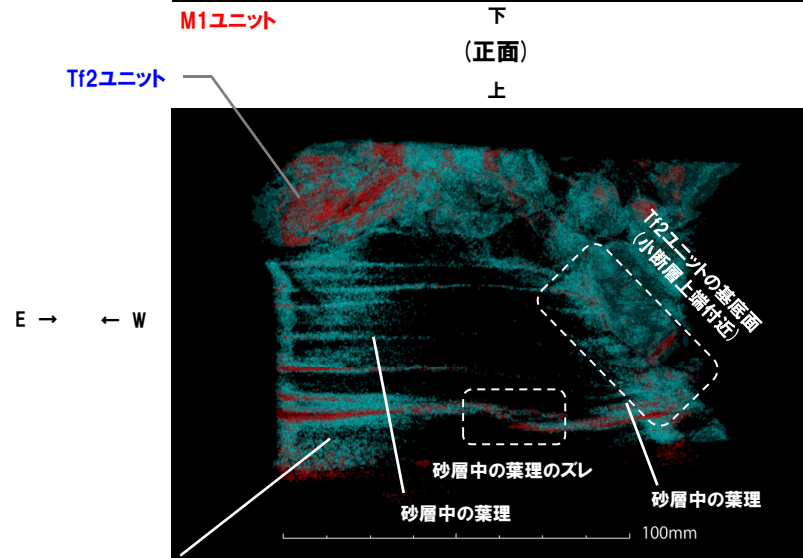 M1ユニット
下
(正面)
上
Tf2ユニット
Tf2ユニットの基底面
(小断層上端付近)
E → ← W
砂層中の葉理のズレ
砂層中の葉理
砂層中の葉理
100mm